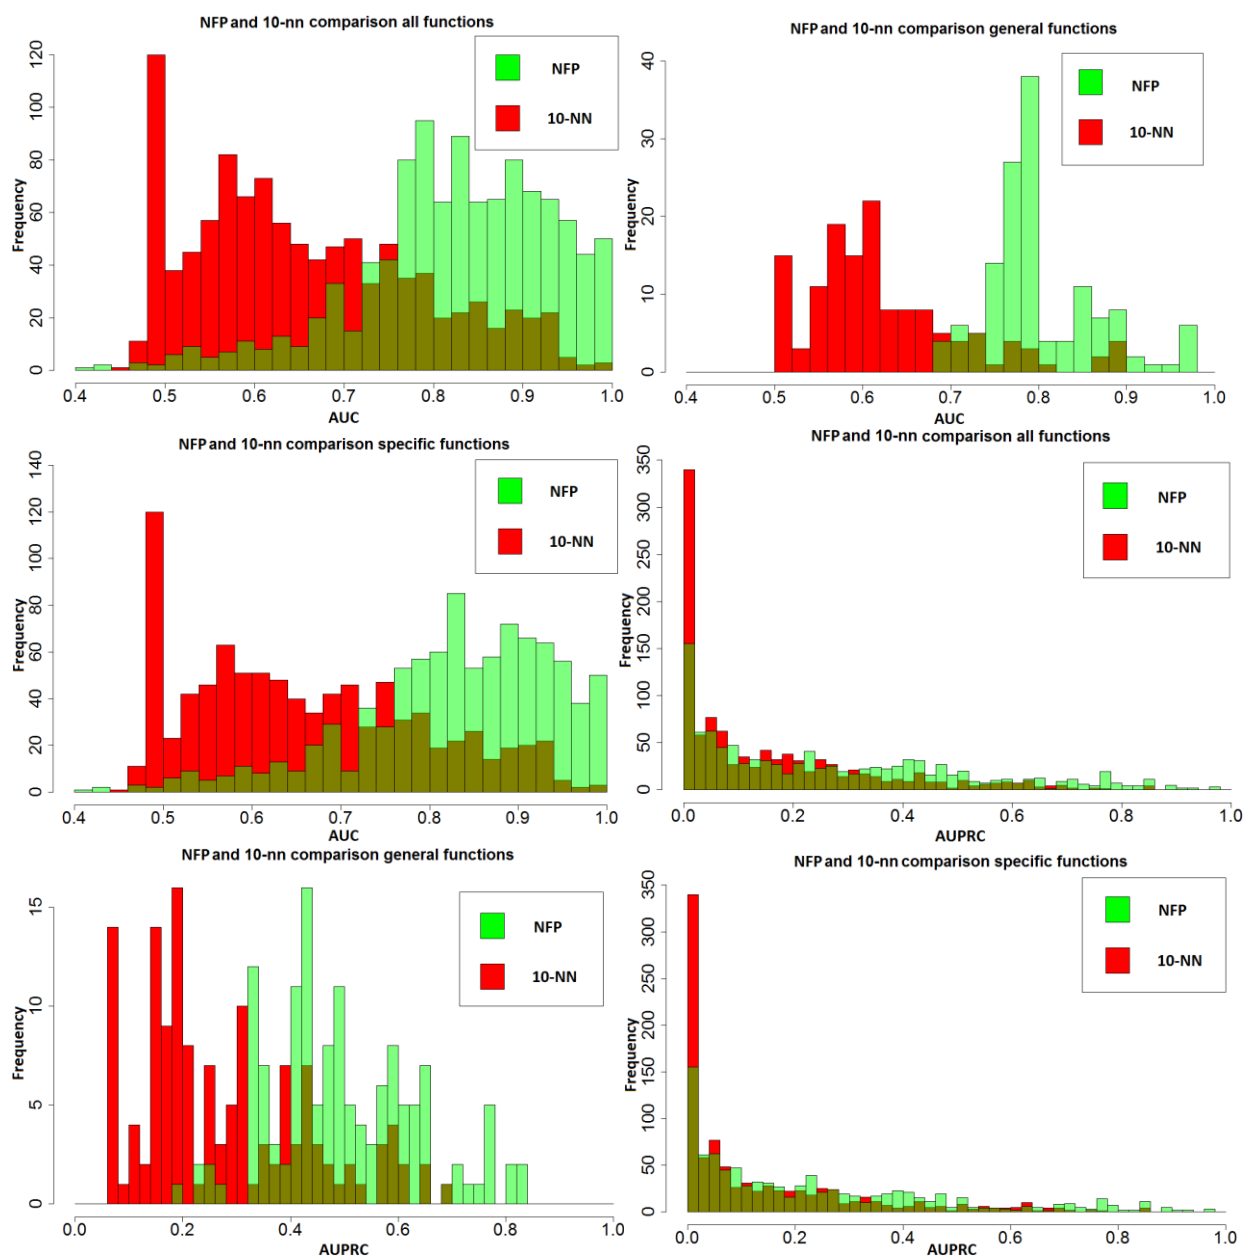 NFP and 10-nn comparison all functions
Frequency
0 20 40 60 80 100 120
NFP
10-NN
0.4 0.5 0.6 0.7 0.8 0.9 1.0
AUC
NFP and 10-nn comparison general functions
Frequency
0 10 20 30 40
NFP
10-NN
0.4 0.5 0.6 0.7 0.8 0.9 1.0
AUC
NFP and 10-nn comparison specific functions
Frequency
0 20 40 60 80 100 120 140
NFP
10-NN
0.4 0.5 0.6 0.7 0.8 0.9 1.0
AUC
NFP and 10-nn comparison all functions
Frequency
0 50 100 150 200 250 300 350
NFP
10-NN
0.0 0.2 0.4 0.6 0.8 1.0
AUPRC
NFP and 10-nn comparison general functions
Frequency
0 5 10 15
NFP
10-NN
0.0 0.2 0.4 0.6 0.8 1.0
AUPRC
NFP and 10-nn comparison specific functions
Frequency
0 50 100 150 200 250 300 350
NFP
10-NN
0.0 0.2 0.4 0.6 0.8 1.0
AUPRC